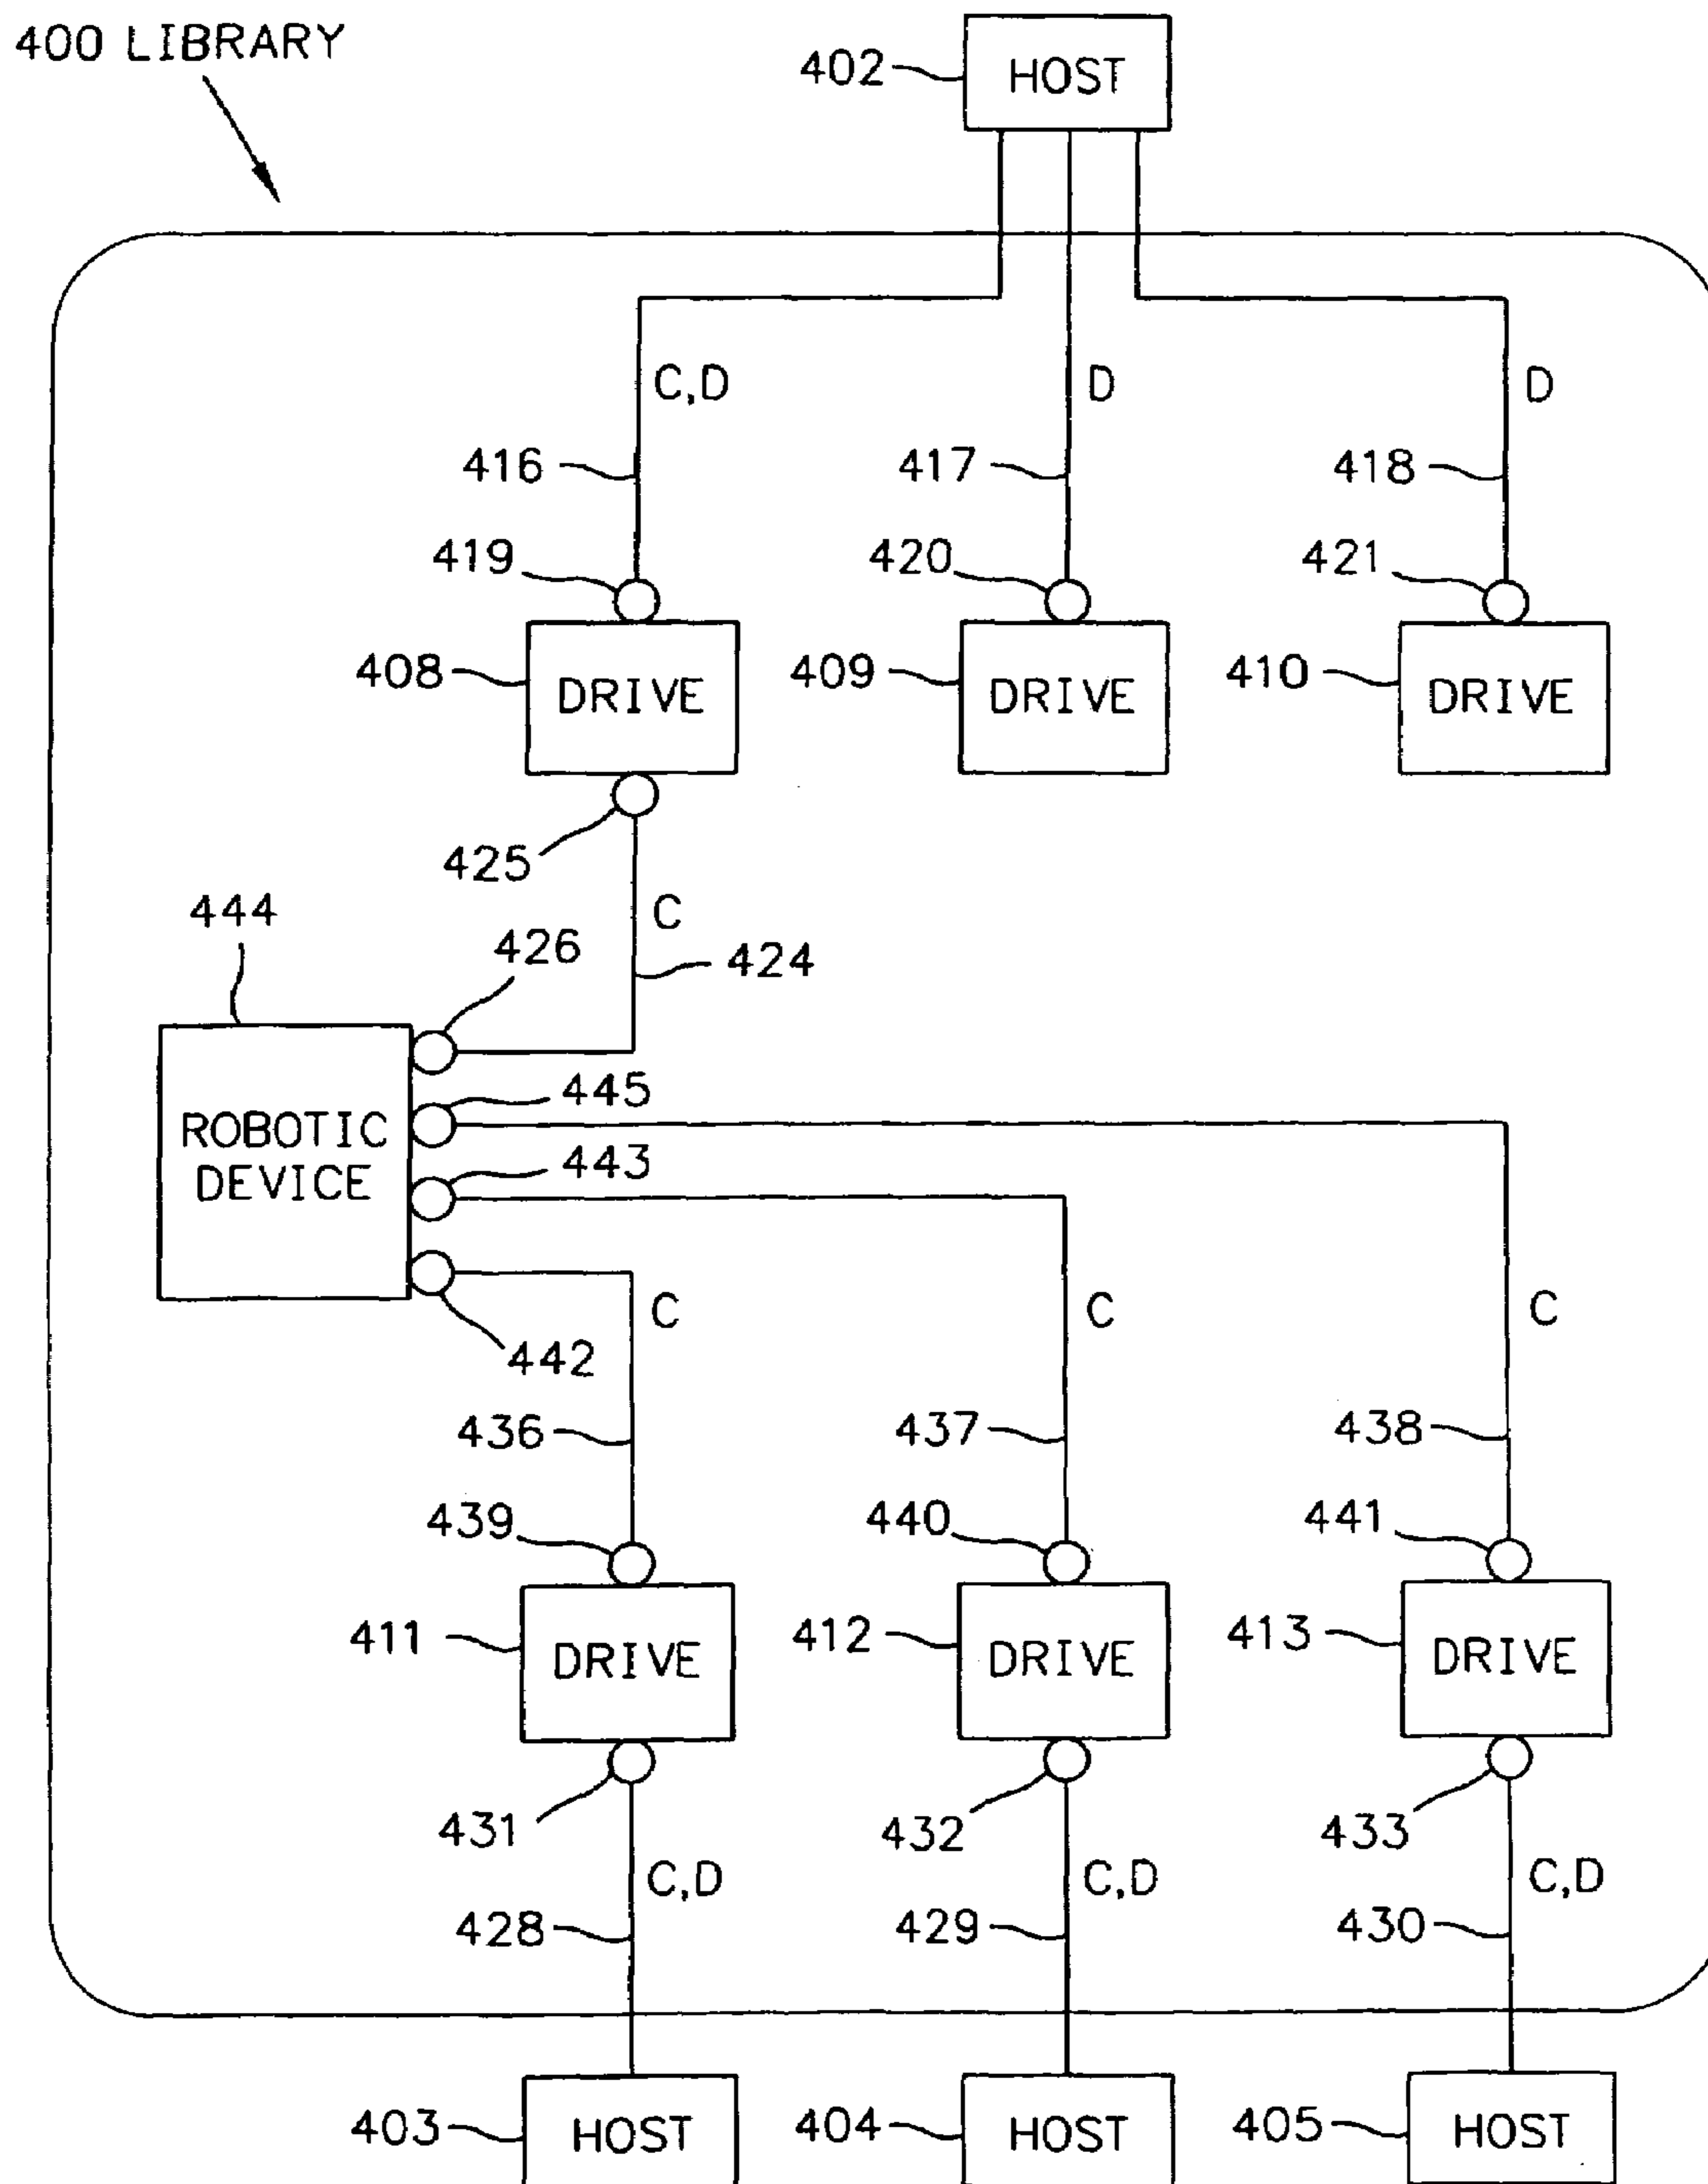 400 LIBRARY
402
HOST
C,D
D
D
416
417
418
419
420
421
408
DRIVE
409
DRIVE
410
DRIVE
425
C
444
426
424
445
ROBOTIC
DEVICE
443
C
C
C
442
436
437
438
439
440
441
411
DRIVE
412
DRIVE
413
DRIVE
431
432
433
C,D
C,D
C,D
428
429
430
403
HOST
404
HOST
405
HOST